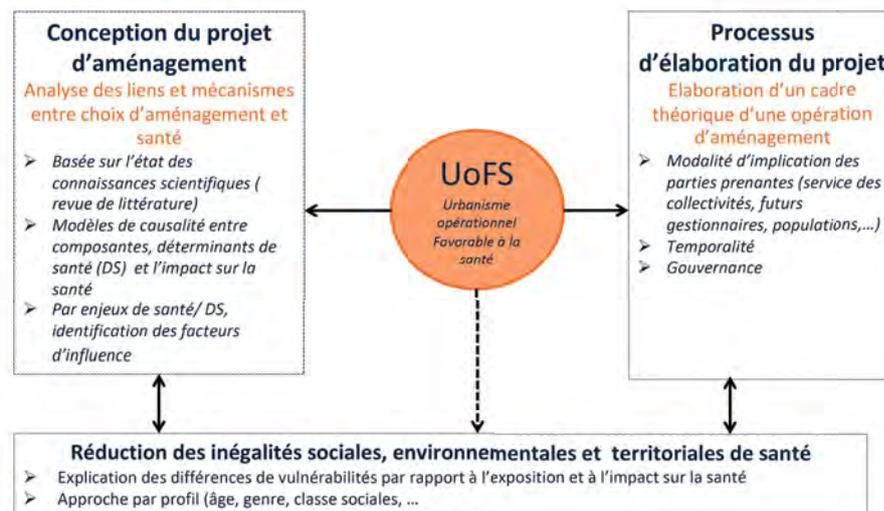 Conception du projet
d'aménagement
Analyse des liens et mécanismes
entre choix d'aménagement et
santé
➤ Basée sur l'état des
connaissances scientifiques (
revue de littérature)
➤ Modèles de causalité entre
composantes, déterminants de
santé (DS) et l'impact sur la
santé
➤ Par enjeux de santé/ DS,
identification des facteurs
d'influence
UoFS
Urbanisme
opérationnel
Favorable à la
santé
Processus
d'élaboration du projet
Elaboration d'un cadre
théorique d'une opération
d'aménagement
➤ Modalité d'implication des
parties prenantes (service des
collectivités, futurs
gestionnaires, populations,...)
➤ Temporalité
➤ Gouvernance
Réduction des inégalités sociales, environnementales et territoriales de santé
➤ Explication des différences de vulnérabilités par rapport à l'exposition et à l'impact sur la santé
➤ Approche par profil (âge, genre, classe sociales, ...